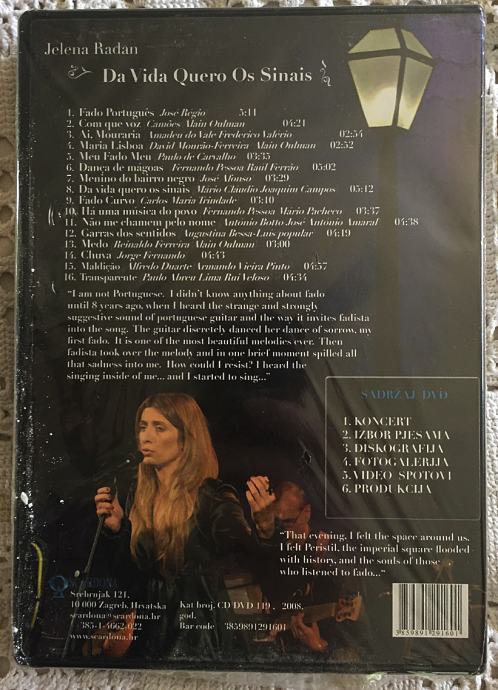 Jelena Radan
Da Vida Quero Os Sinais
1. Fado Português José Regio 5:11
2. Com que voz Camões Alain Oulman 04:21
3. Ai, Mouraria Amadeu do Vale Frederico Valério 02:54
4. Maria Lisboa David Mourão-Ferreira Alain Oulman 02:52
5. Meu Fado Meu Paulo de Carvalho 03:35
6. Dança de mágoas Fernando Pessoa Raul Ferrão 05:02
7. Menino do bairro negro José Afonso 03:29
8. Da vida quero os sinais Mário Claudio Joaquim Campos 05:12
9. Fado Curvo Carlos Maria Trindade 03:10
10. Há uma música do povo Fernando Pessoa Mário Pacheco 03:37
11. Não me chamem pelo nome António Botto José António Amaral 04:38
12. Garras dos sentidos Augustina Bessa-Luís popular 04:19
13. Medo Reinaldo Ferreira Alain Oulman 03:00
14. Chuva Jorge Fernando 04:43
15. Maldição Alfredo Duarte Armando Vieira Pinto 04:57
16. Transparente Paulo Abreu Lima Rui Veloso 04:34
"I am not Portuguese. I didn't know anything about fado
until 8 years ago, when I heard the strange and strongly
suggestive sound of portuguese guitar and the way it invites fadista
into the song. The guitar discretely danced her dance of sorrow, my
first fado. It is one of the most beautiful melodies ever. Then
fadista took over the melody and in one brief moment spilled all
that sadness into me. How could I resist? I heard the
singing inside of me... and I started to sing..."
SADRŽAJ DVD
1. KONCERT
2. IZBOR PJESAMA
3. DISKOGRAFIJA
4. FOTOGALERIJA
5. VIDEO SPOTOVI
6. PRODUKCIJA
"That evening, I felt the space around us.
I felt Peristil, the imperial square flooded
with history, and the souls of those
who listened to fado..."
SCARDONA
Srebrnjak 121,
10 000 Zagreb, Hrvatska
scardona@scardona.hr
385-1-4662-022
www.scardona.hr
Kat broj. CD DVD 119 , 2008.
god.
Bar code 3859891291601
3859891291601